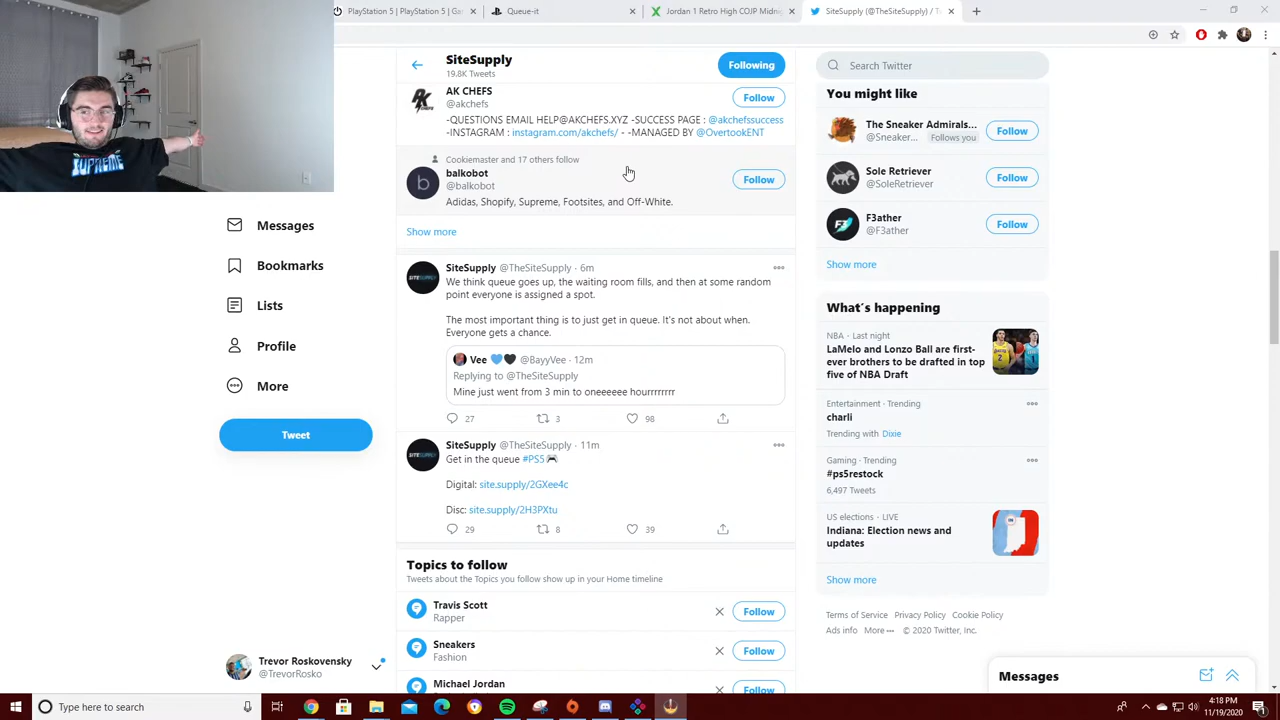 PlayStation 5 | PlayStation 5 | Ga
Queue-it
Jordan 1 Retro High COJP Midni
SiteSupply (@TheSiteSupply) / T
SUPREME
SiteSupply
19.8K Tweets
Following
AK CHEFS
@akchefs
Follow
-QUESTIONS EMAIL HELP@AKCHEFS.XYZ -SUCCESS PAGE : @akchefssuccess
-INSTAGRAM : instagram.com/akchefs/ - -MANAGED BY @OvertookENT
Cookiemaster and 17 others follow
balkobot
@balkobot
Follow
Adidas, Shopify, Supreme, Footsites, and Off-White.
Show more
SiteSupply @TheSiteSupply · 6m
We think queue goes up, the waiting room fills, and then at some random
point everyone is assigned a spot.
The most important thing is to just get in queue. It's not about when.
Everyone gets a chance.
Vee 💙🖤 @BayyVee · 12m
Replying to @TheSiteSupply
Mine just went from 3 min to oneeeeee hourrrrrrr
27 3 98
SiteSupply @TheSiteSupply · 11m
Get in the queue #PS5🎮
Digital: site.supply/2GXee4c
Disc: site.supply/2H3PXtu
29 8 39
Topics to follow
Tweets about the Topics you follow show up in your Home timeline
Travis Scott
Rapper
Follow
Sneakers
Fashion
Follow
Michael Jordan
Follow
Messages
Bookmarks
Lists
Profile
More
Tweet
Trevor Roskovensky
@TrevorRosko
Search Twitter
You might like
The Sneaker Admirals...
@Sneaker... Follows you
Follow
Sole Retriever
@SoleRetriever
Follow
F3ather
@F3ather
Follow
Show more
What's happening
NBA · Last night
LaMelo and Lonzo Ball are first-
ever brothers to be drafted in top
five of NBA Draft
Entertainment · Trending
charli
Trending with Dixie
Gaming · Trending
#ps5restock
6,497 Tweets
US elections · LIVE
Indiana: Election news and
updates
Show more
Terms of Service Privacy Policy Cookie Policy
Ads info More ••• © 2020 Twitter, Inc.
Messages
Type here to search
4:18 PM
11/19/2020